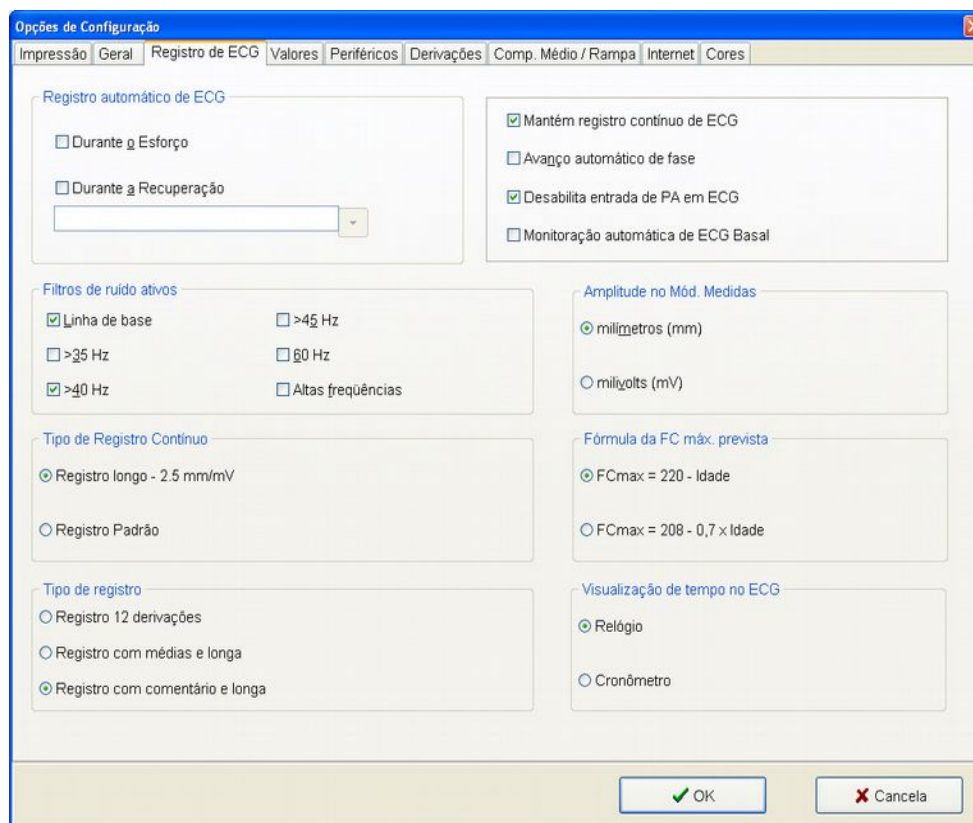 Opções de Configuração
Impressão Geral Registro de ECG Valores Periféricos Derivações Comp. Médio / Rampa Internet Cores
Registro automático de ECG
Durante o Esforço
Durante a Recuperação
Mantém registro contínuo de ECG
Avanço automático de fase
Desabilita entrada de PA em ECG
Monitoração automática de ECG Basal
Filtros de ruído ativos
Linha de base
>45 Hz
>35 Hz
60 Hz
>40 Hz
Altas freqüências
Amplitude no Mód. Medidas
milímetros (mm)
milivolts (mV)
Tipo de Registro Contínuo
Registro longo - 2.5 mm/mV
Registro Padrão
Fórmula da FC máx. prevista
FCmax = 220 - Idade
FCmax = 208 - 0,7 x Idade
Tipo de registro
Registro 12 derivações
Registro com médias e longa
Registro com comentário e longa
Visualização de tempo no ECG
Relógio
Cronômetro
OK
Cancela